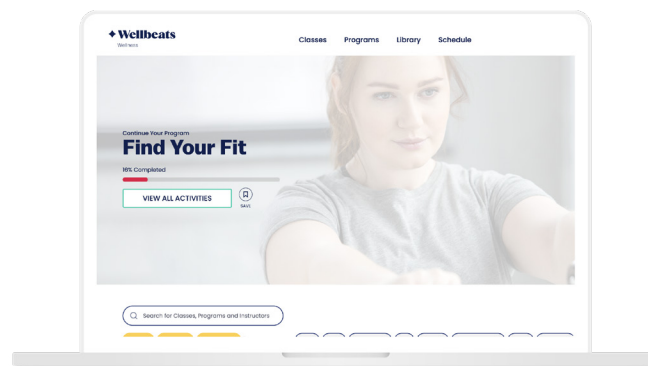 Wellbeats
Wellness
Classes Programs Library Schedule
Continue Your Program
Find Your Fit
16% Completed
VIEW ALL ACTIVITIES
SAVE
Search for Classes, Programs and Instructors